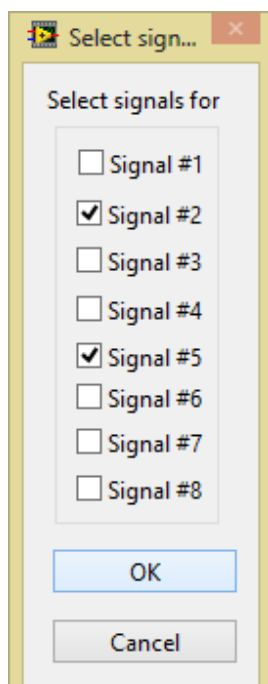 Select sign...
Select signals for
Signal #1
Signal #2
Signal #3
Signal #4
Signal #5
Signal #6
Signal #7
Signal #8
OK
Cancel